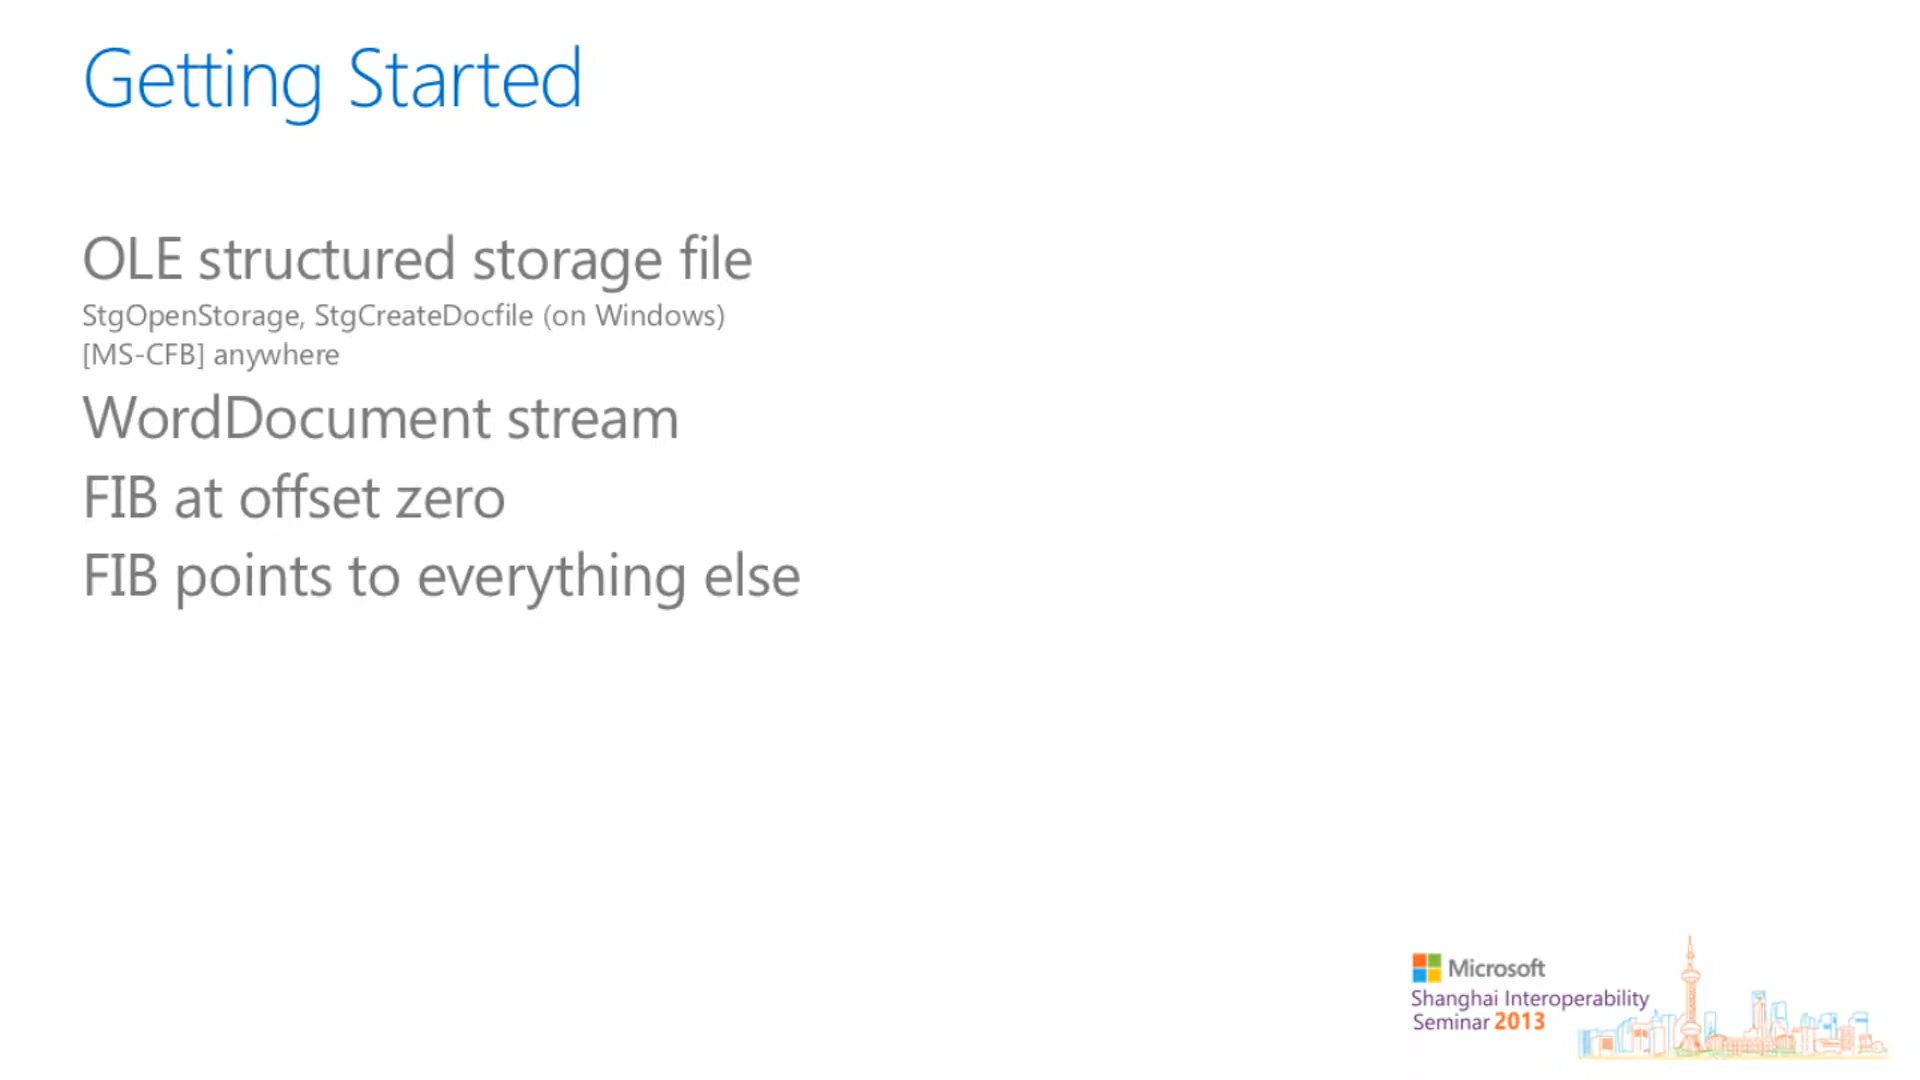 Getting Started
OLE structured storage file
StgOpenStorage, StgCreateDocfile (on Windows)
[MS-CFB] anywhere
WordDocument stream
FIB at offset zero
FIB points to everything else
Microsoft
Shanghai Interoperability
Seminar 2013